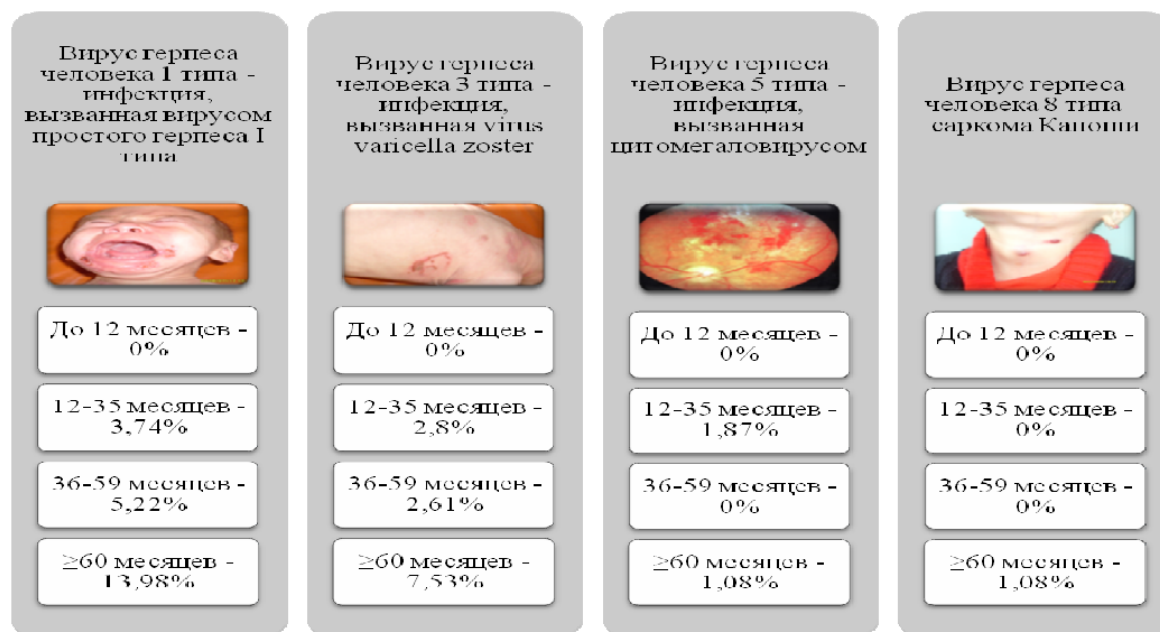 Вирус герпеса
человека 1 типа -
инфекция,
вызванная вирусом
простого герпеса I
типа
До 12 месяцев -
0%
12-35 месяцев -
3,74%
36-59 месяцев -
5,22%
≥60 месяцев -
13,98%
Вирус герпеса
человека 3 типа -
инфекция,
вызванная virus
varicella zoster
До 12 месяцев -
0%
12-35 месяцев -
2,8%
36-59 месяцев -
2,61%
≥60 месяцев -
7,53%
Вирус герпеса
человека 5 типа -
инфекция,
вызванная
цитомегаловирусом
До 12 месяцев -
0%
12-35 месяцев -
1,87%
36-59 месяцев -
0%
≥60 месяцев -
1,08%
Вирус герпеса
человека 8 типа
саркома Капоши
До 12 месяцев -
0%
12-35 месяцев -
0%
36-59 месяцев -
0%
≥60 месяцев -
1,08%